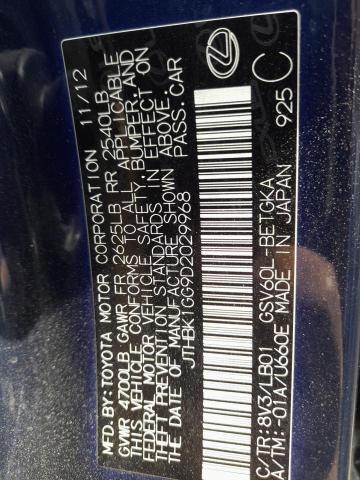 MFD. BY: TOYOTA MOTOR CORPORATION 11/12
GVWR 4700LB GAWR FR 2625LB RR 2540LB
THIS VEHICLE CONFORMS TO ALL APPLICABLE
FEDERAL MOTOR VEHICLE SAFETY, BUMPER, AND
THEFT PREVENTION STANDARDS IN EFFECT ON
THE DATE OF MANUFACTURE SHOWN ABOVE.
JTHBK1GG9D2029968 PASS. CAR
C/TR: 8V3/LB01 GSV60L-BETGKA
A/TM: -01A/U660E MADE IN JAPAN
925 C